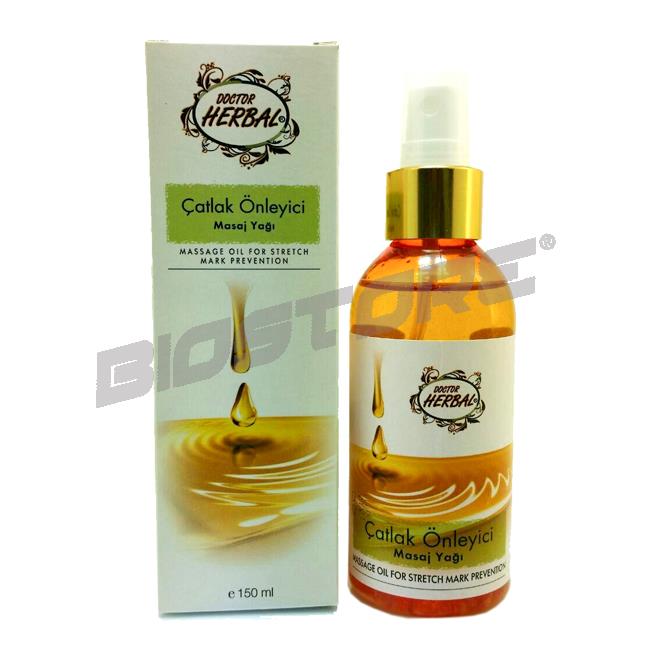 DOCTOR
HERBAL®
Çatlak Önleyici
Masaj Yağı
MASSAGE OIL FOR STRETCH
MARK PREVENTION
e 150 ml
BIOSTORE®
DOCTOR
HERBAL®
Çatlak Önleyici
Masaj Yağı
MASSAGE OIL FOR STRETCH MARK PREVENTION